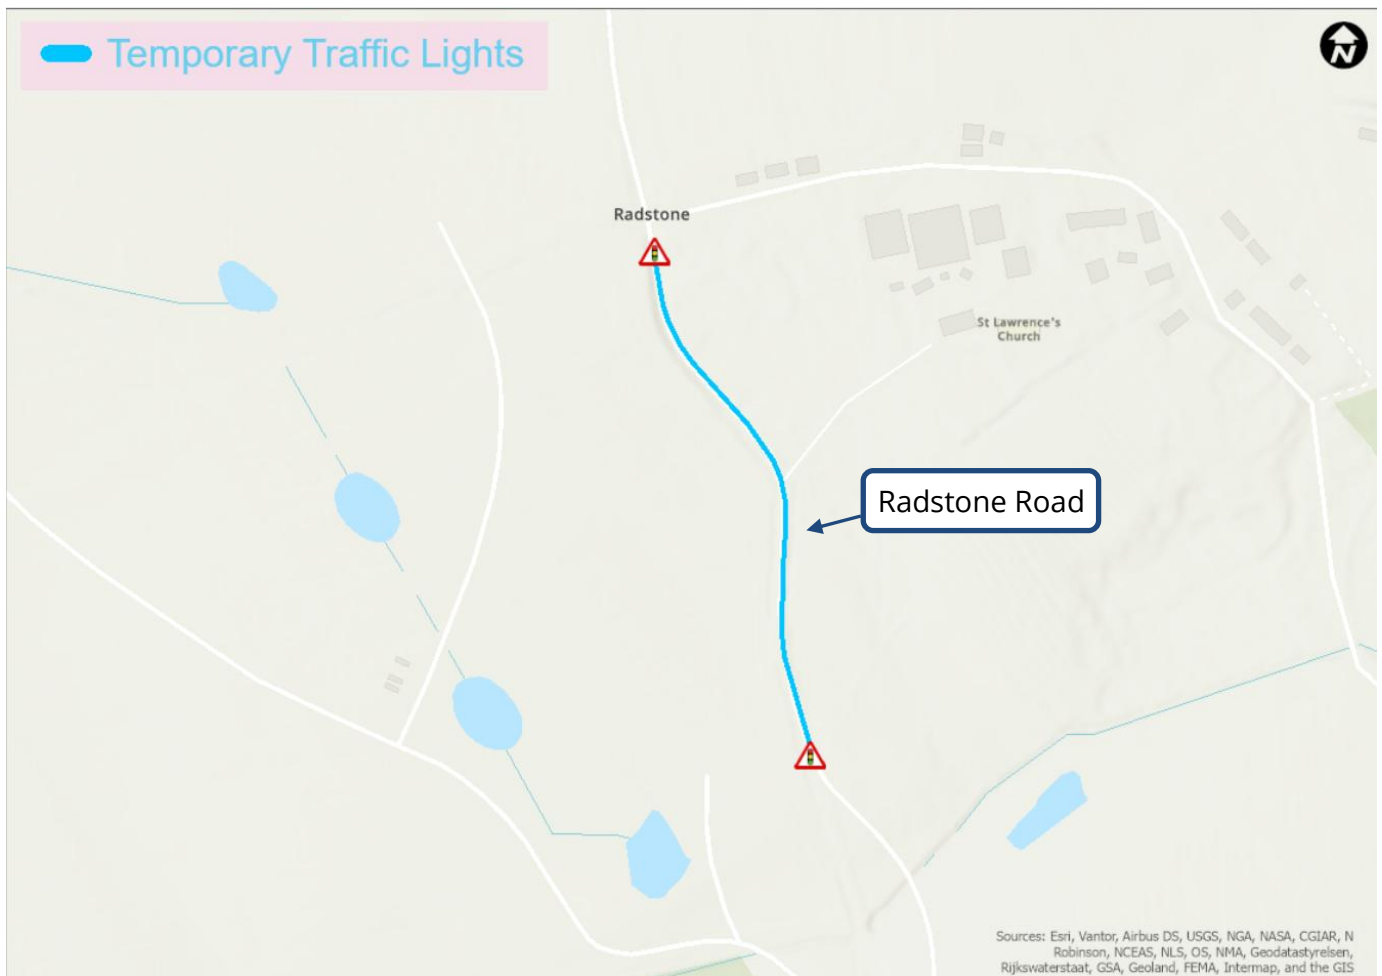 Temporary Traffic Lights
N
Radstone
St Lawrence's
Church
Radstone Road
Sources: Esri, Vantor, Airbus DS, USGS, NGA, NASA, CGIAR, N
Robinson, NCEAS, NLS, OS, NMA, Geodatastyrelsen,
Rijkswaterstaat, GSA, Geoland, FEMA, Intermap, and the GIS